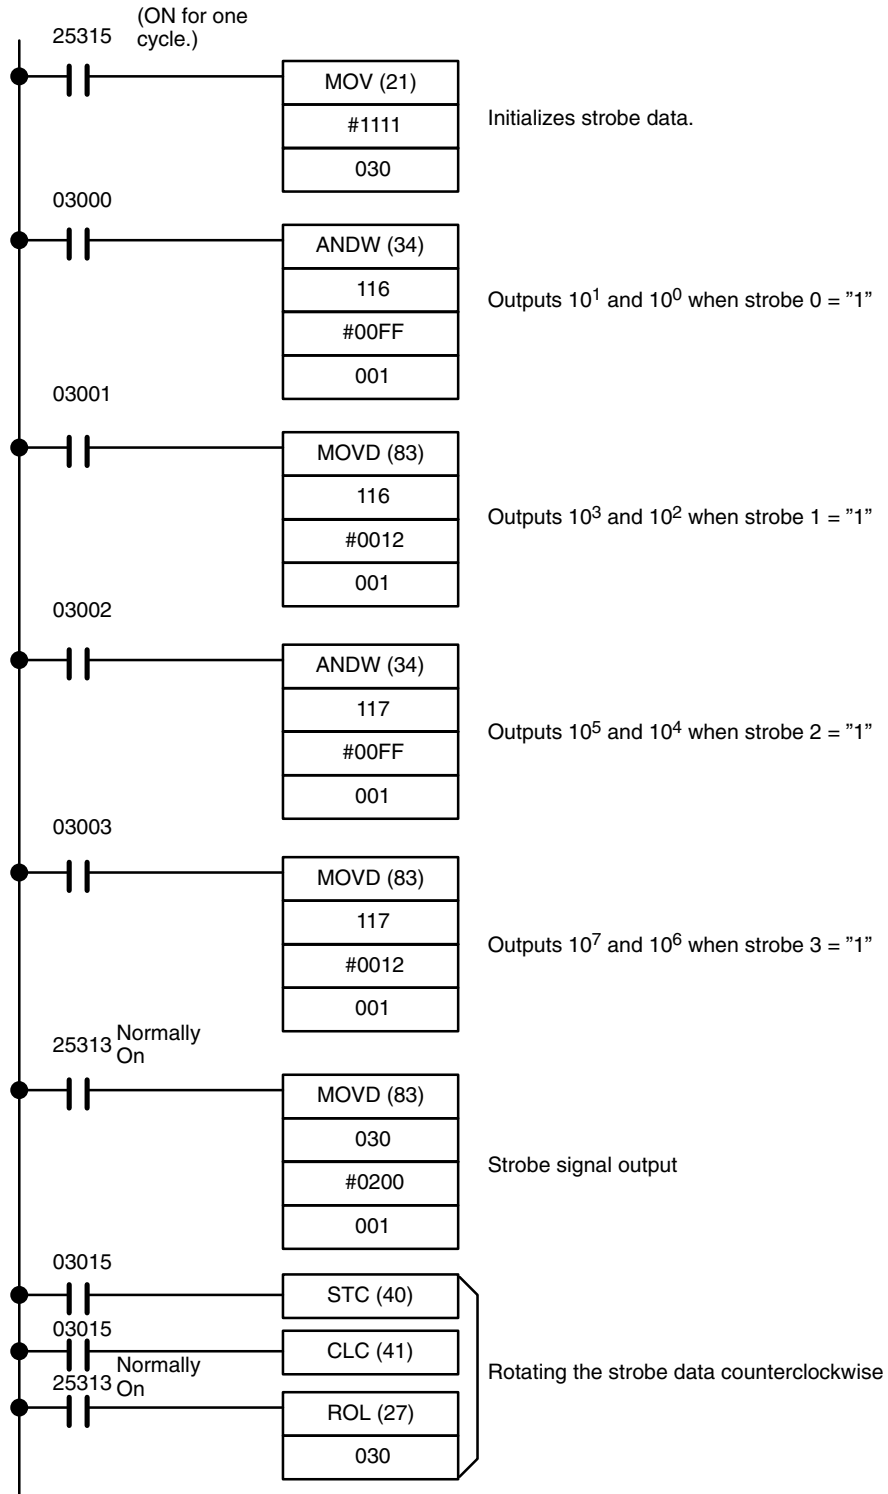 (ON for one
25315 cycle.)
MOV (21)
#1111
030
Initializes strobe data.
03000
ANDW (34)
116
#00FF
001
Outputs 10¹ and 10⁰ when strobe 0 = ”1”
03001
MOVD (83)
116
#0012
001
Outputs 10³ and 10² when strobe 1 = ”1”
03002
ANDW (34)
117
#00FF
001
Outputs 10⁵ and 10⁴ when strobe 2 = ”1”
03003
MOVD (83)
117
#0012
001
Outputs 10⁷ and 10⁶ when strobe 3 = ”1”
Normally
25313 On
MOVD (83)
030
#0200
001
Strobe signal output
03015
STC (40)
03015
CLC (41)
Normally
25313 On
ROL (27)
030
Rotating the strobe data counterclockwise